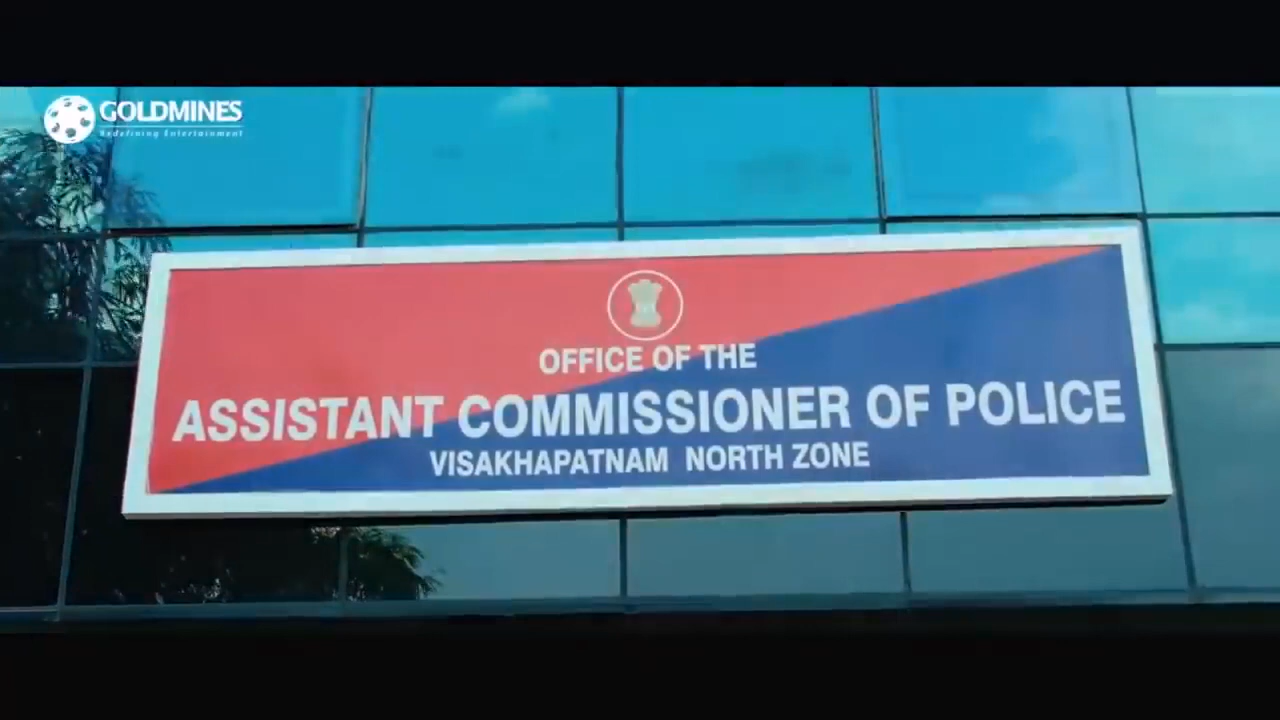 GOLDMINES
Redefining Entertainment
OFFICE OF THE
ASSISTANT COMMISSIONER OF POLICE
VISAKHAPATNAM NORTH ZONE